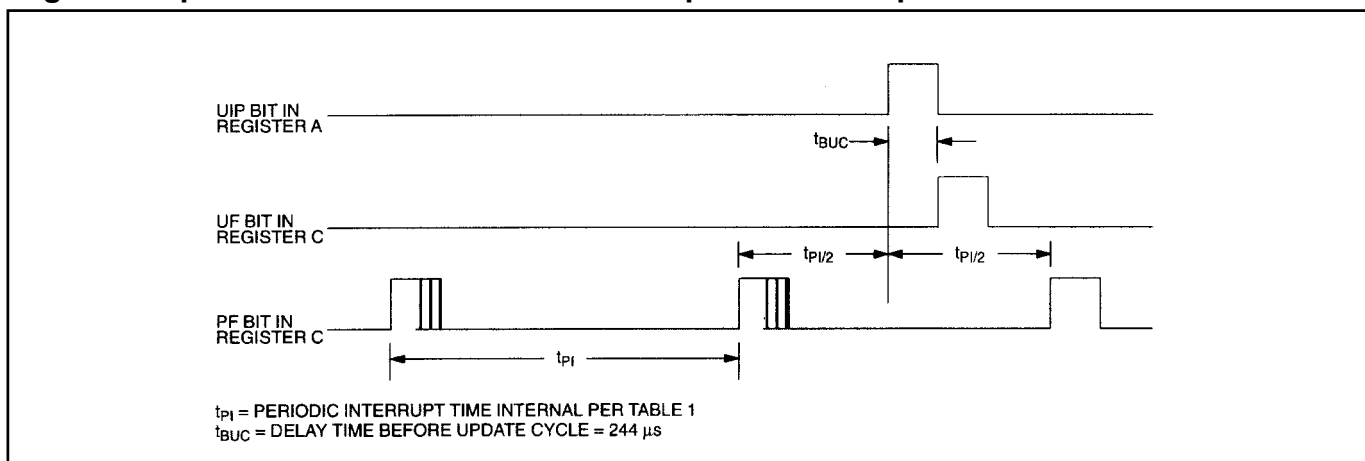 UIP BIT IN
REGISTER A
tBUC
UF BIT IN
REGISTER C
tPI/2
tPI/2
PF BIT IN
REGISTER C
tPI
tPI = PERIODIC INTERRUPT TIME INTERNAL PER TABLE 1
tBUC = DELAY TIME BEFORE UPDATE CYCLE = 244 µs